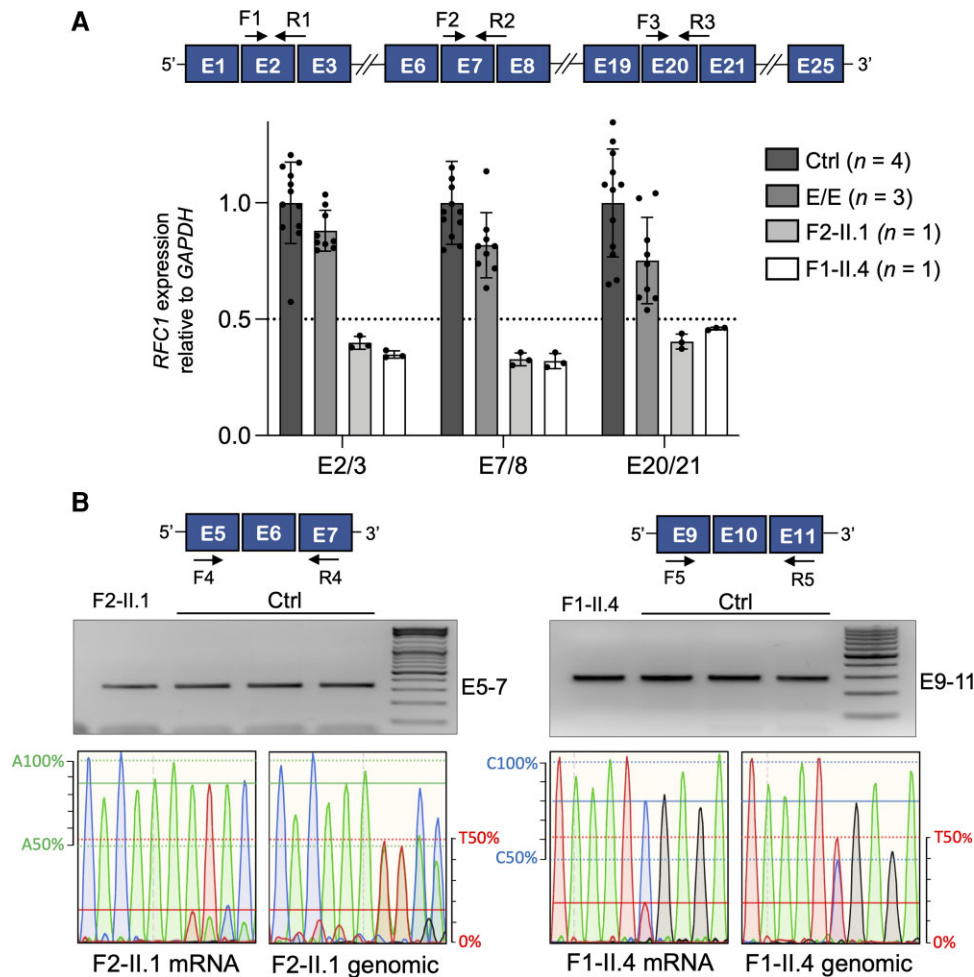 A
F1 R1 F2 R2 F3 R3
5' E1 E2 E3 // E6 E7 E8 // E19 E20 E21 // E25 3'
RFC1 expression
relative to GAPDH
1.0
0.5
0.0
E2/3 E7/8 E20/21
Ctrl (n = 4)
E/E (n = 3)
F2-II.1 (n = 1)
F1-II.4 (n = 1)
B
5' E5 E6 E7 3'
F4 R4
F2-II.1 Ctrl
E5-7
A100%
A50%
T50%
0%
F2-II.1 mRNA F2-II.1 genomic
5' E9 E10 E11 3'
F5 R5
F1-II.4 Ctrl
E9-11
C100%
C50%
T50%
0%
F1-II.4 mRNA F1-II.4 genomic